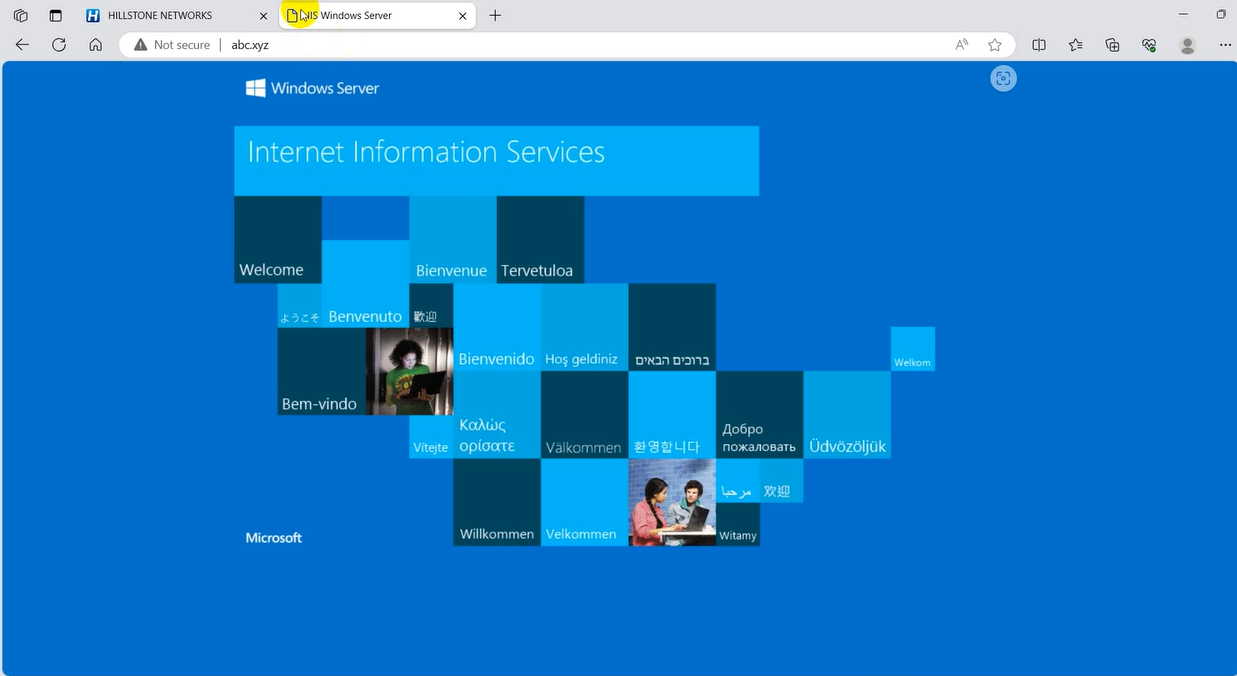 HILLSTONE NETWORKS
IIS Windows Server
Not secure
abc.xyz
Windows Server
Internet Information Services
Welcome
Bienvenue
Tervetuloa
ようこそ
Benvenuto
歡迎
Bienvenido
Hoş geldiniz
ברוכים הבאים
Welkom
Bem-vindo
Vítejte
Καλώς
ορίσατε
Välkommen
환영합니다
Добро
пожаловать
Üdvözöljük
Microsoft
Willkommen
Velkommen
مرحبا
欢迎
Witamy